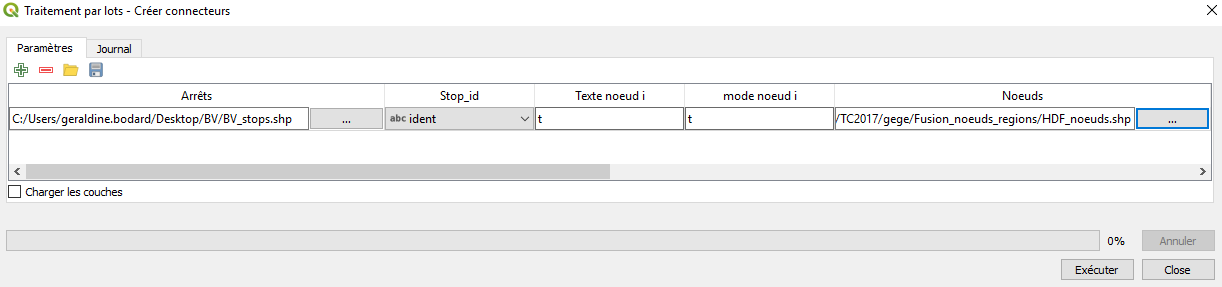 Traitement par lots - Créer connecteurs
Paramètres Journal
Arrêts Stop_id Texte noeud i mode noeud i Noeuds
C:/Users/geraldine.bodard/Desktop/BV/BV_stops.shp ... abc ident t t /TC2017/gege/Fusion_noeuds_regions/HDF_noeuds.shp ...
Charger les couches
0% Annuler
Exécuter Close